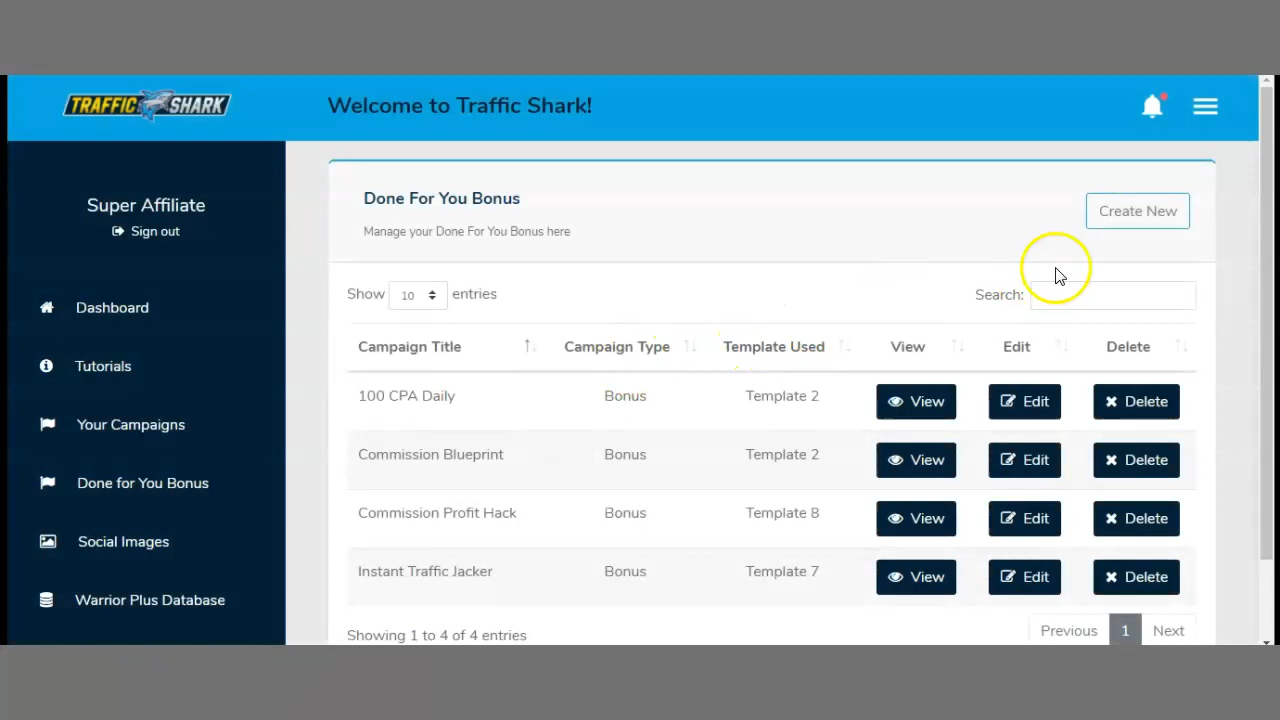 TRAFFIC SHARK
Welcome to Traffic Shark!
Super Affiliate
Sign out
Dashboard
Tutorials
Your Campaigns
Done for You Bonus
Social Images
Warrior Plus Database
Done For You Bonus
Manage your Done For You Bonus here
Create New
Show 10 entries
Search:
Campaign Title Campaign Type Template Used View Edit Delete
100 CPA Daily Bonus Template 2 View Edit Delete
Commission Blueprint Bonus Template 2 View Edit Delete
Commission Profit Hack Bonus Template 8 View Edit Delete
Instant Traffic Jacker Bonus Template 7 View Edit Delete
Showing 1 to 4 of 4 entries
Previous 1 Next